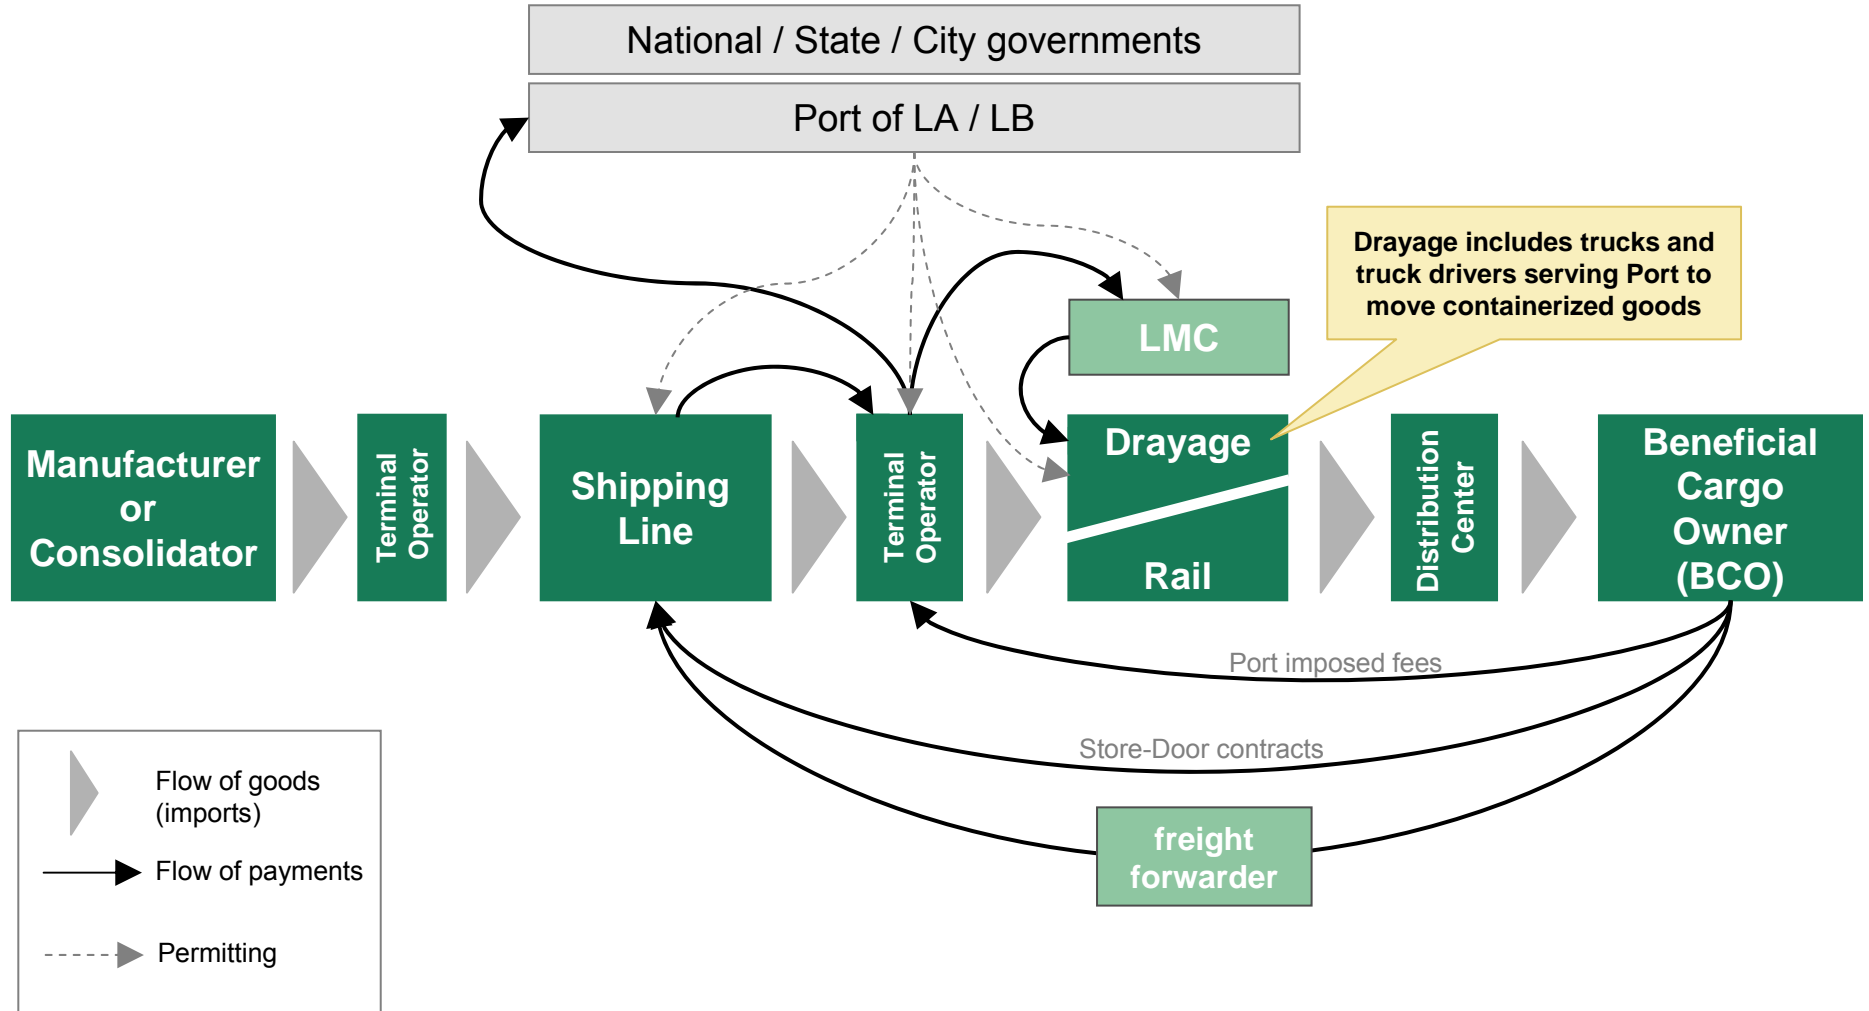 National / State / City governments
Port of LA / LB
Drayage includes trucks and
truck drivers serving Port to
move containerized goods
LMC
Manufacturer
or
Consolidator
Terminal
Operator
Shipping
Line
Terminal
Operator
Drayage
Rail
Distribution
Center
Beneficial
Cargo
Owner
(BCO)
Port imposed fees
Store-Door contracts
freight
forwarder
Flow of goods
(imports)
Flow of payments
Permitting